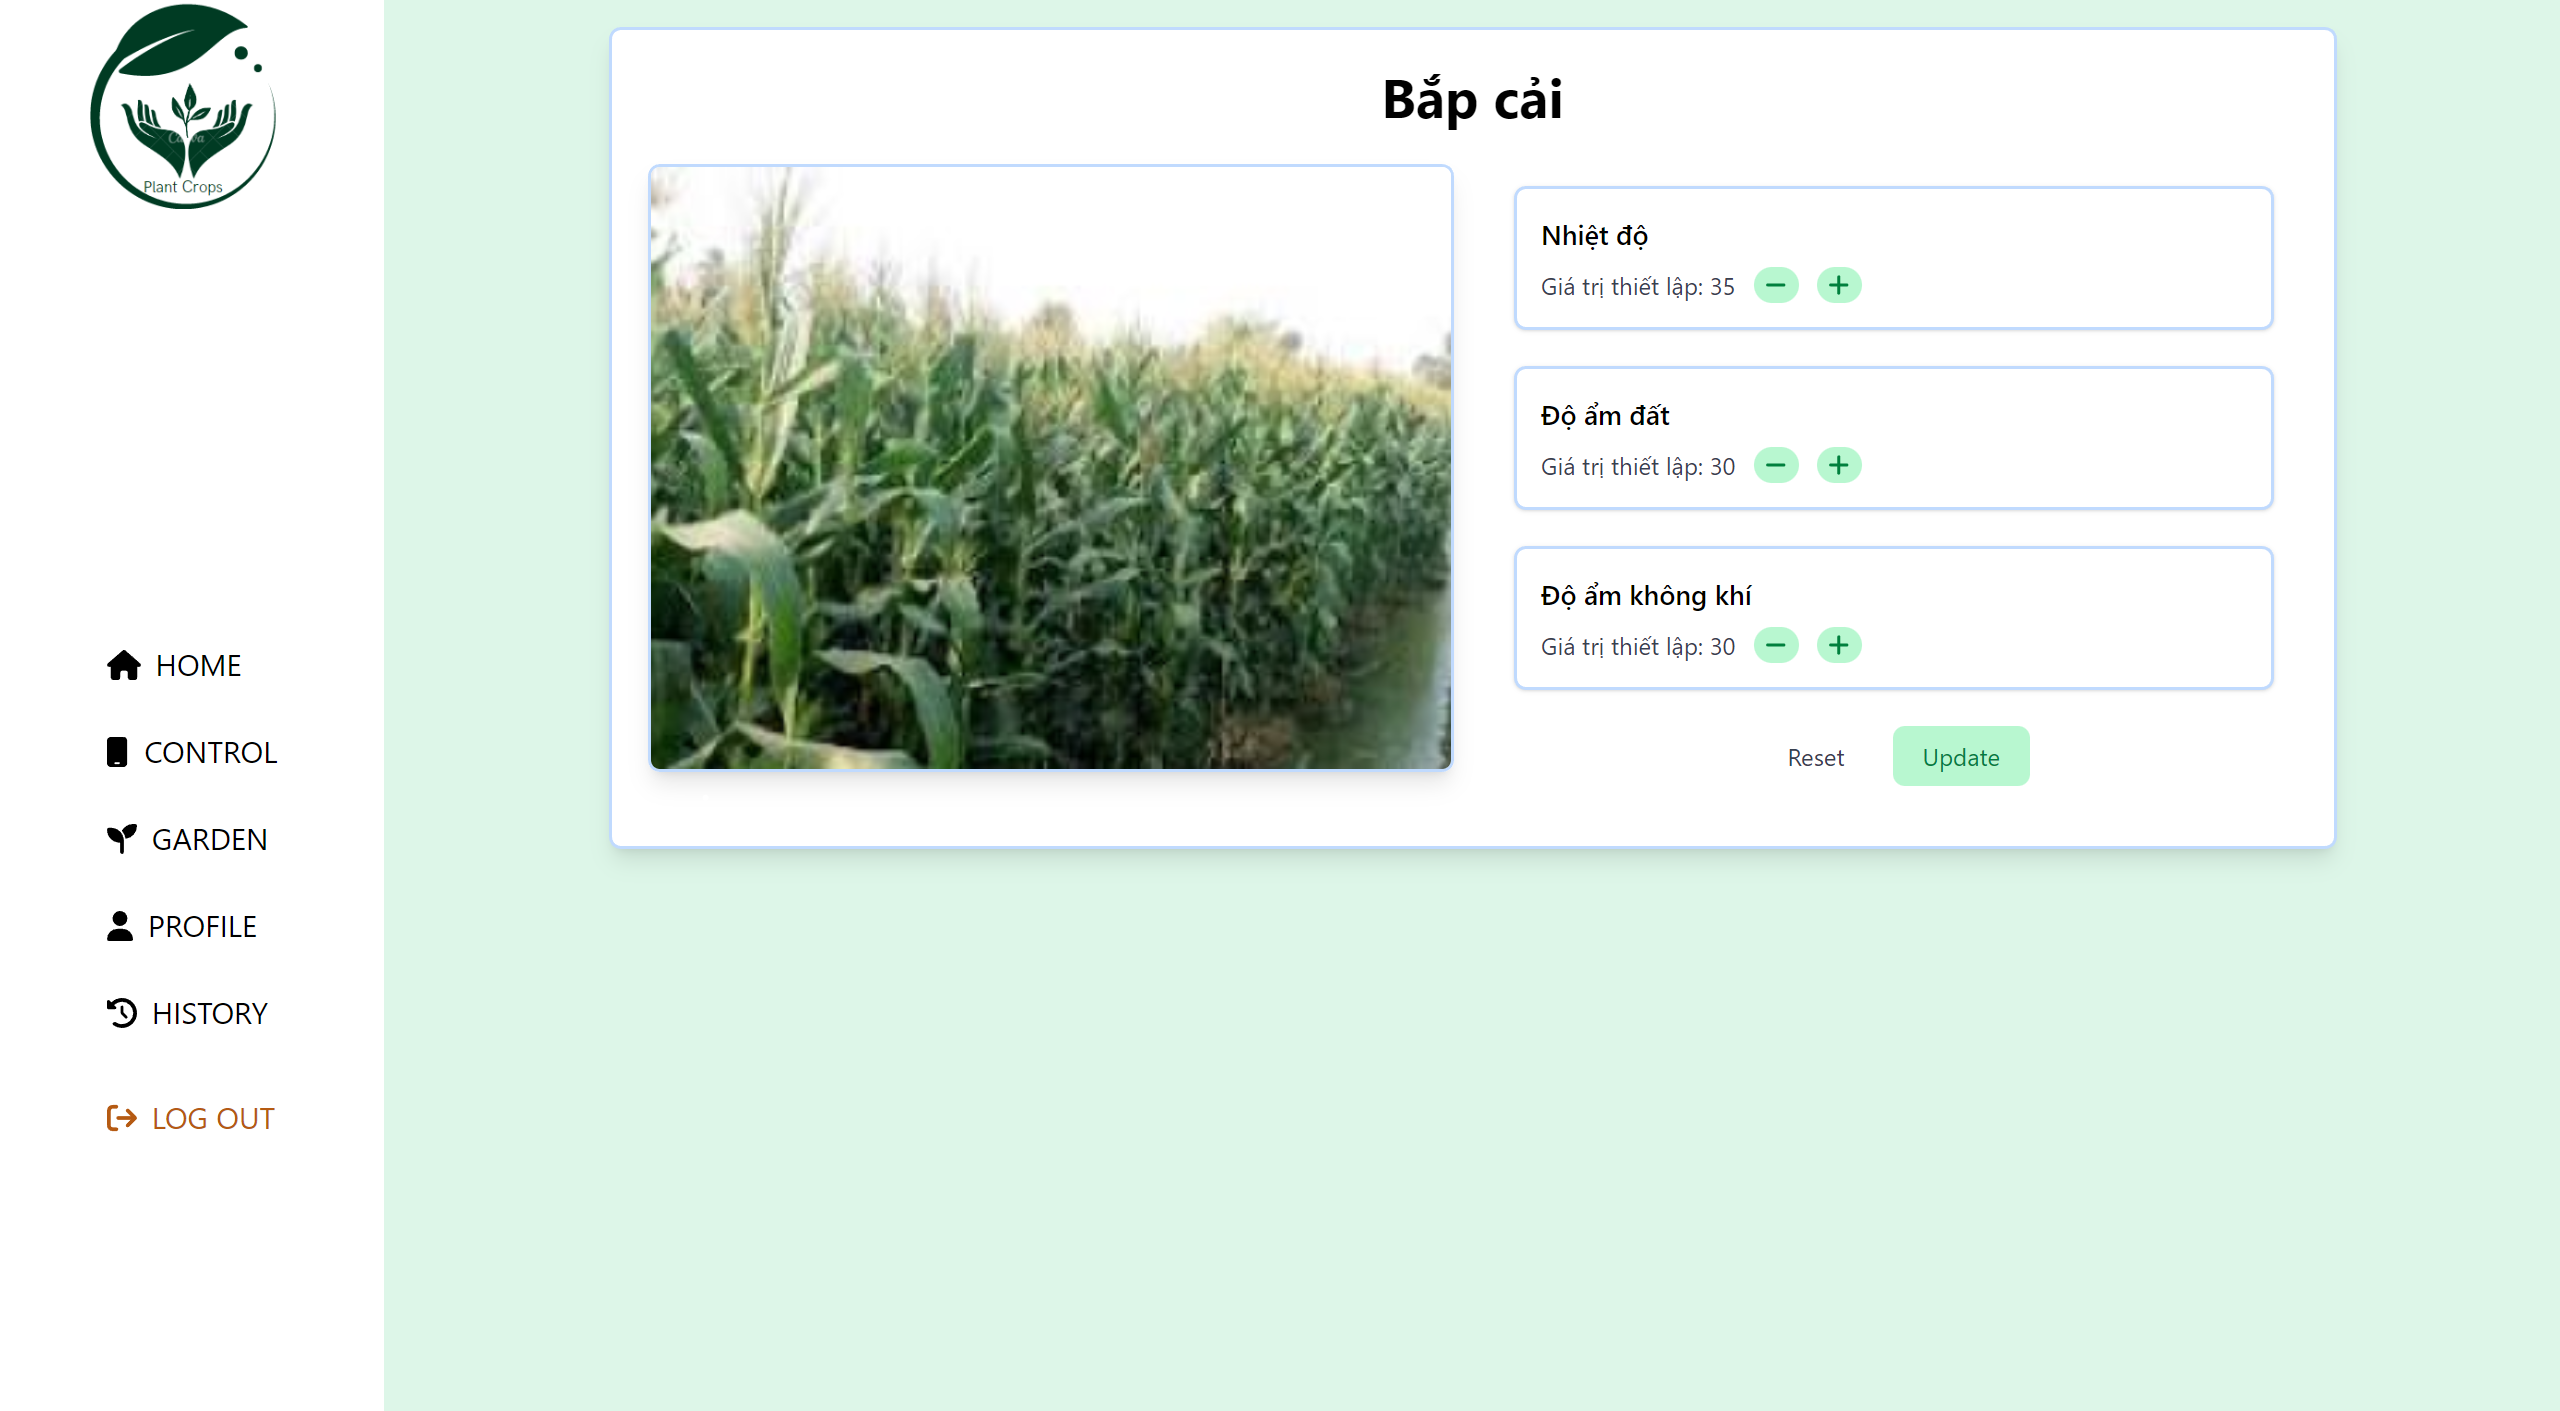 Plant Crops
HOME
CONTROL
GARDEN
PROFILE
HISTORY
LOG OUT
Bắp cải
Nhiệt độ
Giá trị thiết lập: 35
Độ ẩm đất
Giá trị thiết lập: 30
Độ ẩm không khí
Giá trị thiết lập: 30
Reset Update